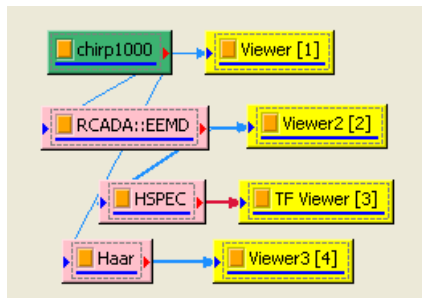 chirp1000
Viewer [1]
RCADA::EEMD
Viewer2 [2]
HSPEC
TF Viewer [3]
Haar
Viewer3 [4]